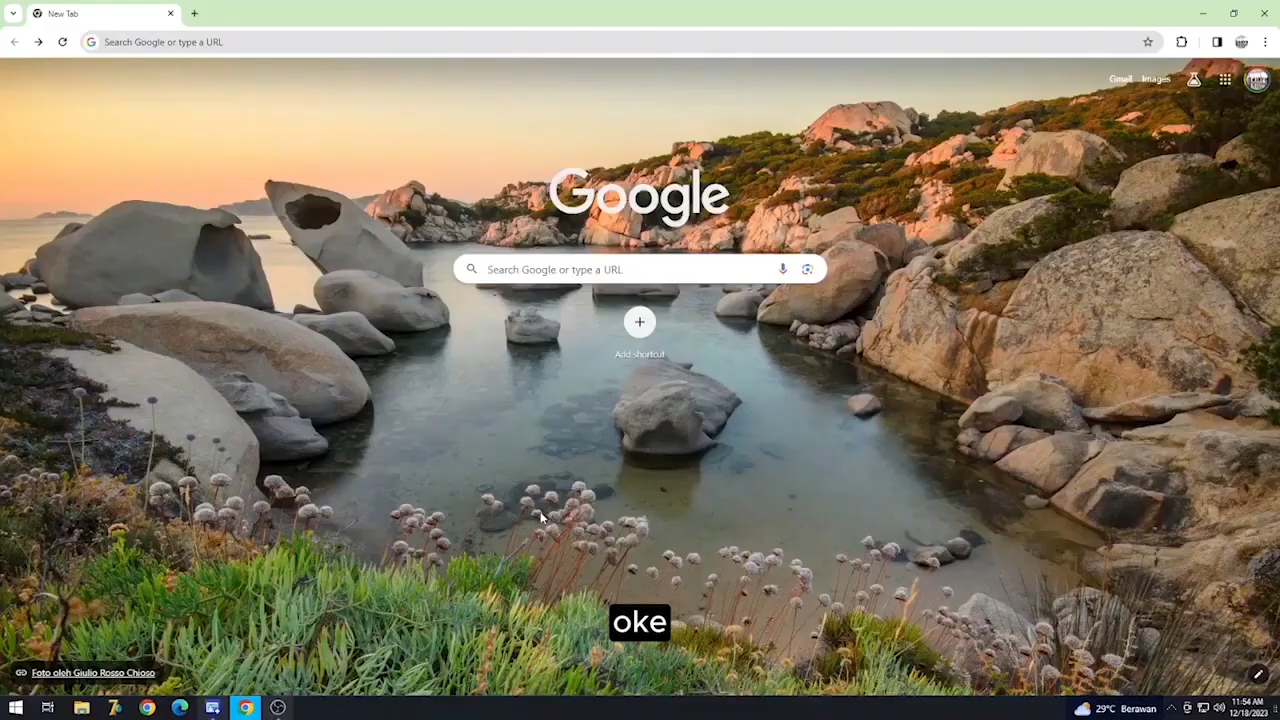 New Tab
Search Google or type a URL
Gmail Images
Google
Search Google or type a URL
Add shortcut
oke
Foto oleh Giulio Rosso Chioso
29°C Berawan
11:54 AM
12/18/2023